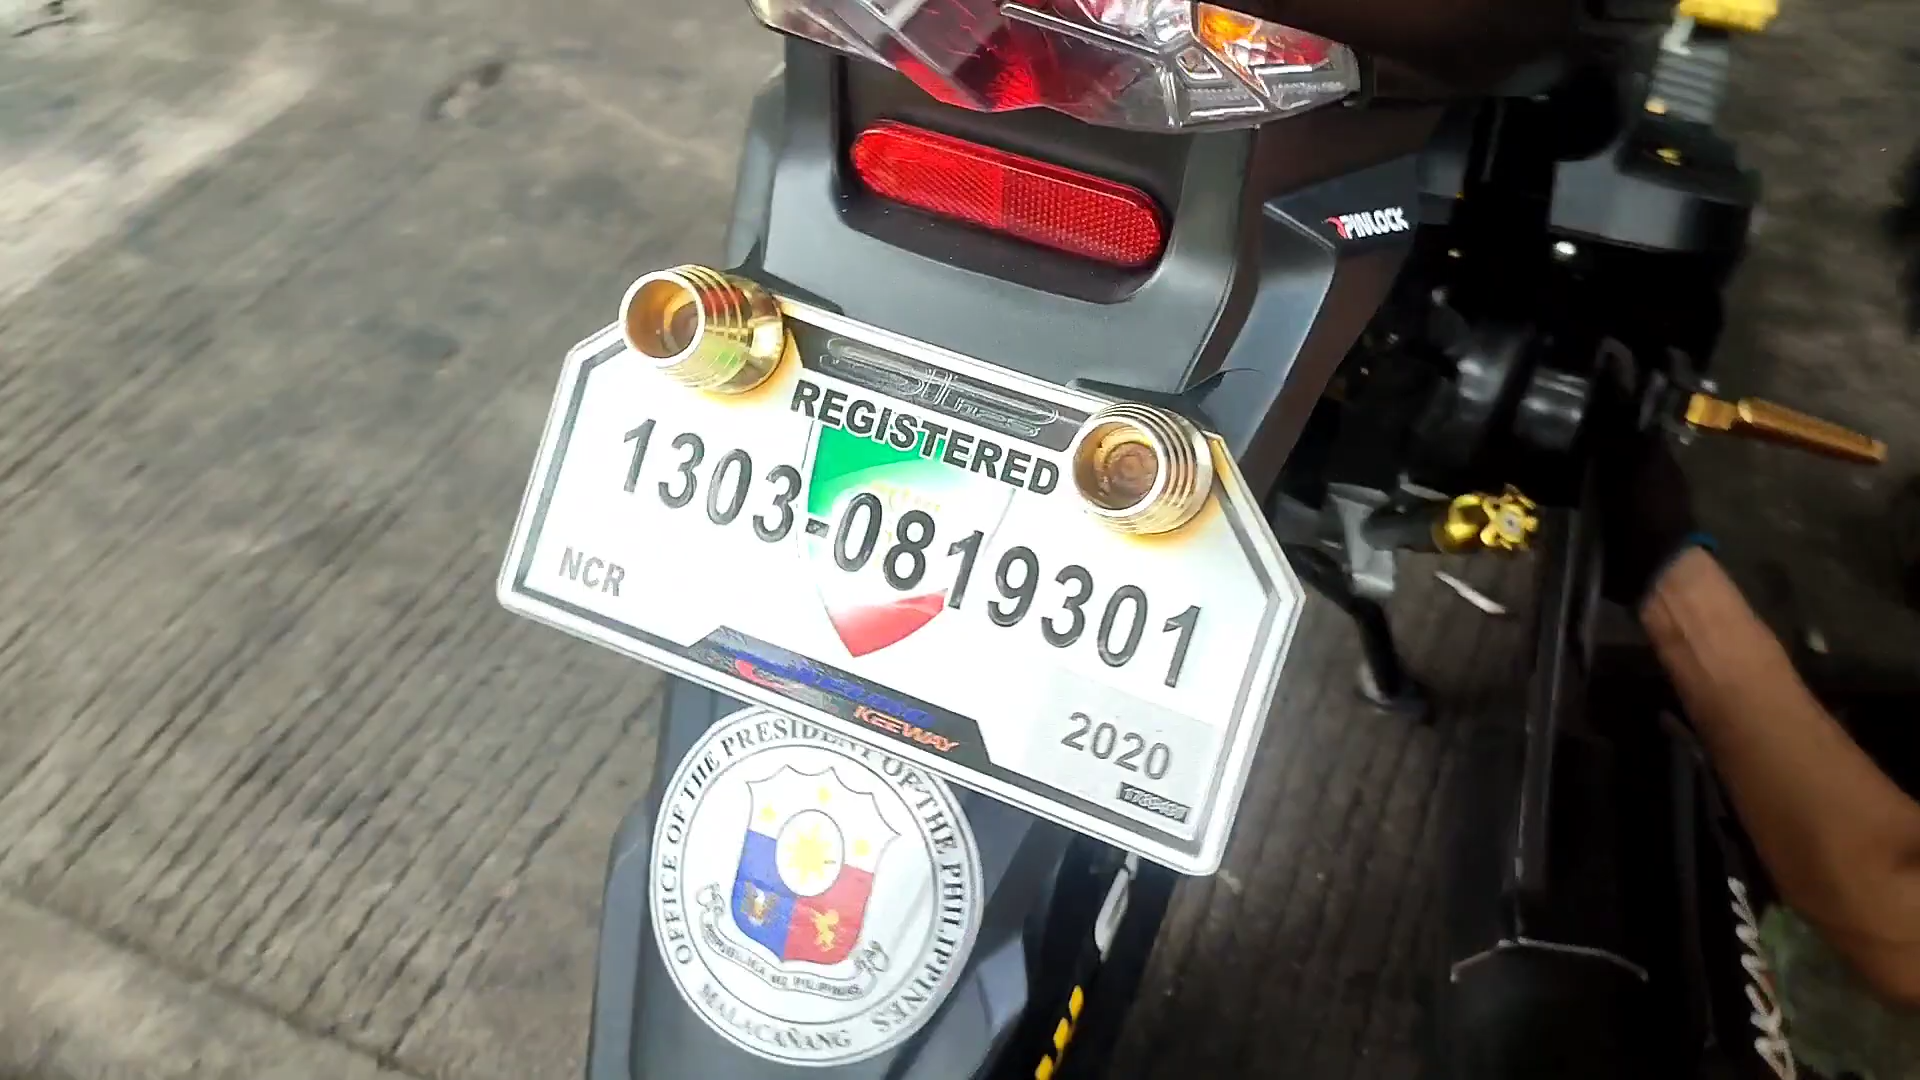 PINLOCK
REGISTERED
1303-0819301
NCR
KEEWAY
2020
OFFICE OF THE PRESIDENT OF THE PHILIPPINES
MALACAÑANG